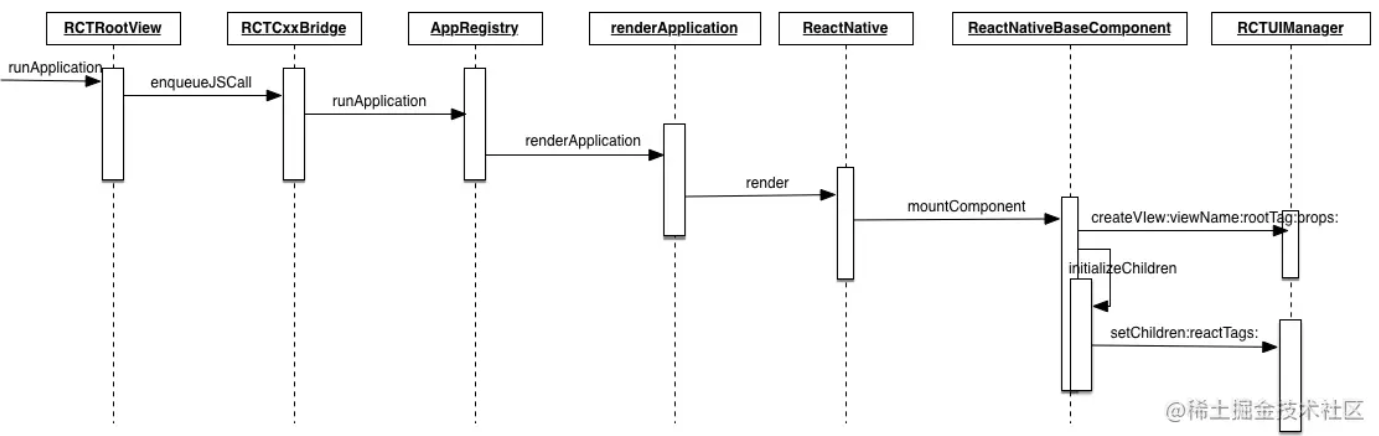 RCTRootView
RCTCxxBridge
AppRegistry
renderApplication
ReactNative
ReactNativeBaseComponent
RCTUIManager
runApplication
enqueueJSCall
runApplication
renderApplication
render
mountComponent
createVIew:viewName:rootTag:props:
initializeChildren
setChildren:reactTags:
@稀土掘金技术社区